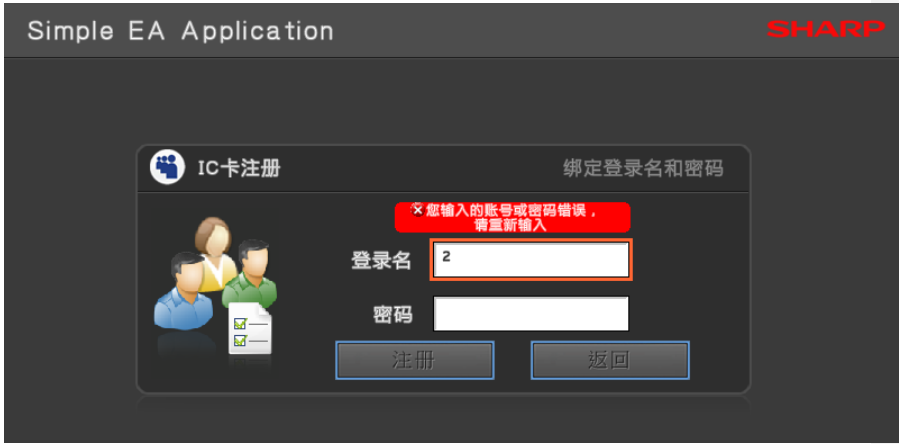 Simple EA Application
SHARP
IC卡注册
绑定登录名和密码
您输入的账号或密码错误，
请重新输入
登录名
2
密码
注册
返回